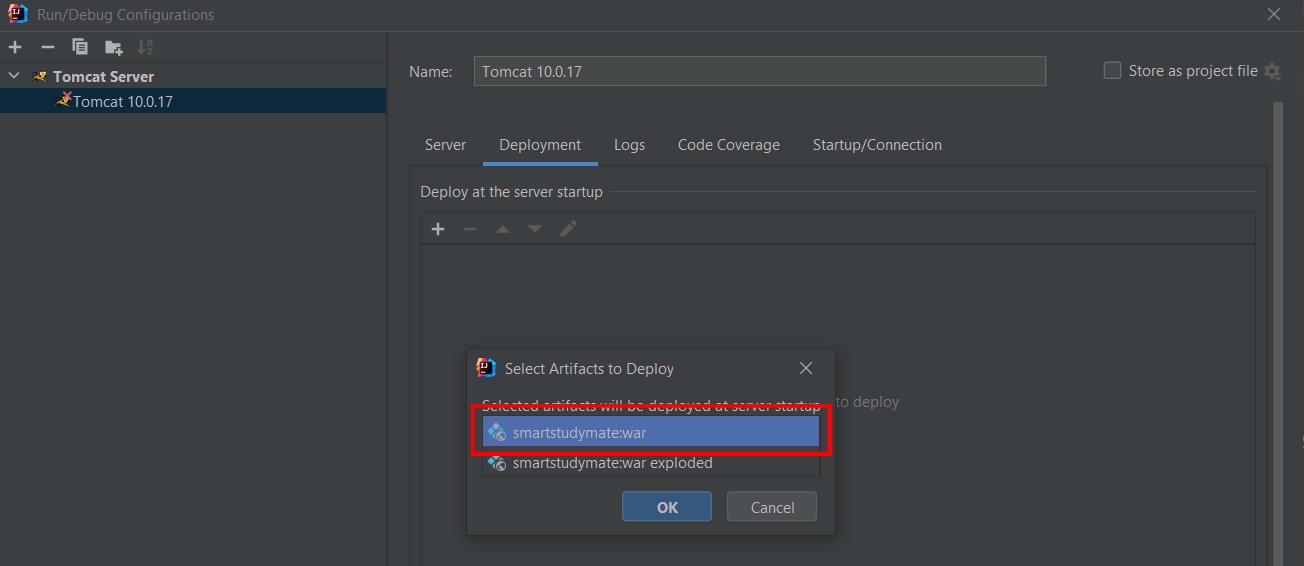 Run/Debug Configurations
Tomcat Server
Tomcat 10.0.17
Name: Tomcat 10.0.17 Store as project file
Server Deployment Logs Code Coverage Startup/Connection
Deploy at the server startup
to deploy
Select Artifacts to Deploy
Selected artifacts will be deployed at server startup
smartstudymate:war
smartstudymate:war exploded
OK Cancel